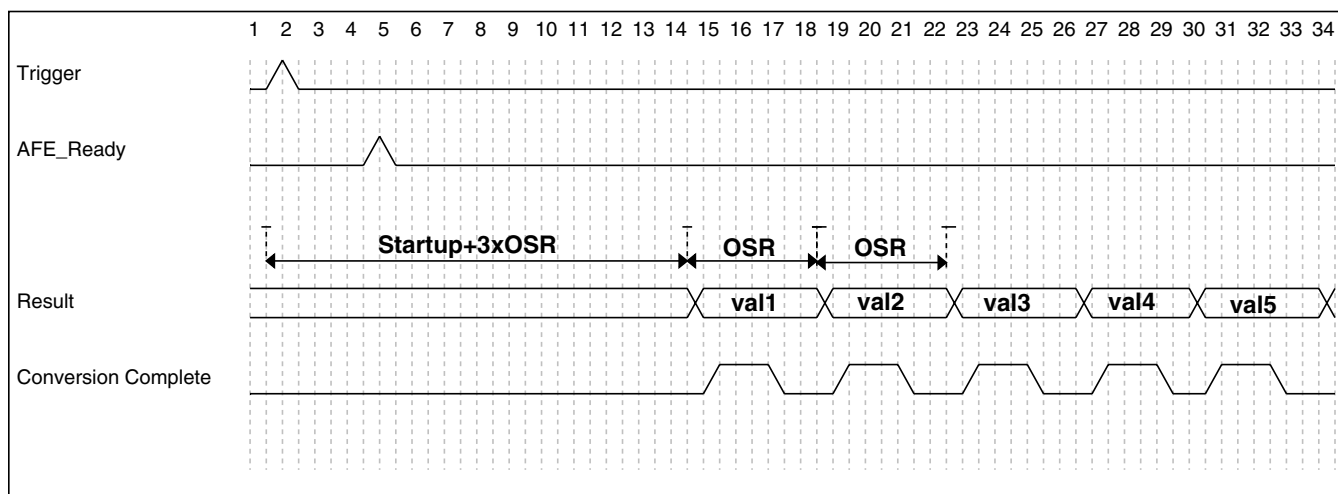 1 2 3 4 5 6 7 8 9 10 11 12 13 14 15 16 17 18 19 20 21 22 23 24 25 26 27 28 29 30 31 32 33 34
Trigger
AFE_Ready
Startup+3xOSR OSR OSR
Result val1 val2 val3 val4 val5
Conversion Complete